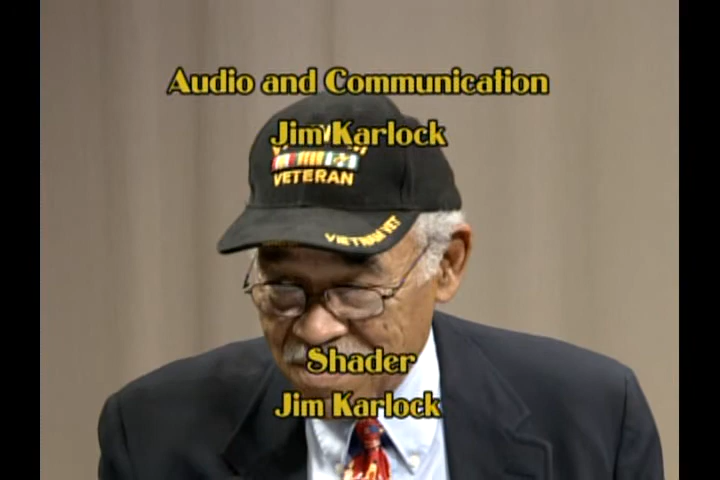 Audio and Communication
Jim Karlock
VETERAN
VIETNAM VET
Shader
Jim Karlock